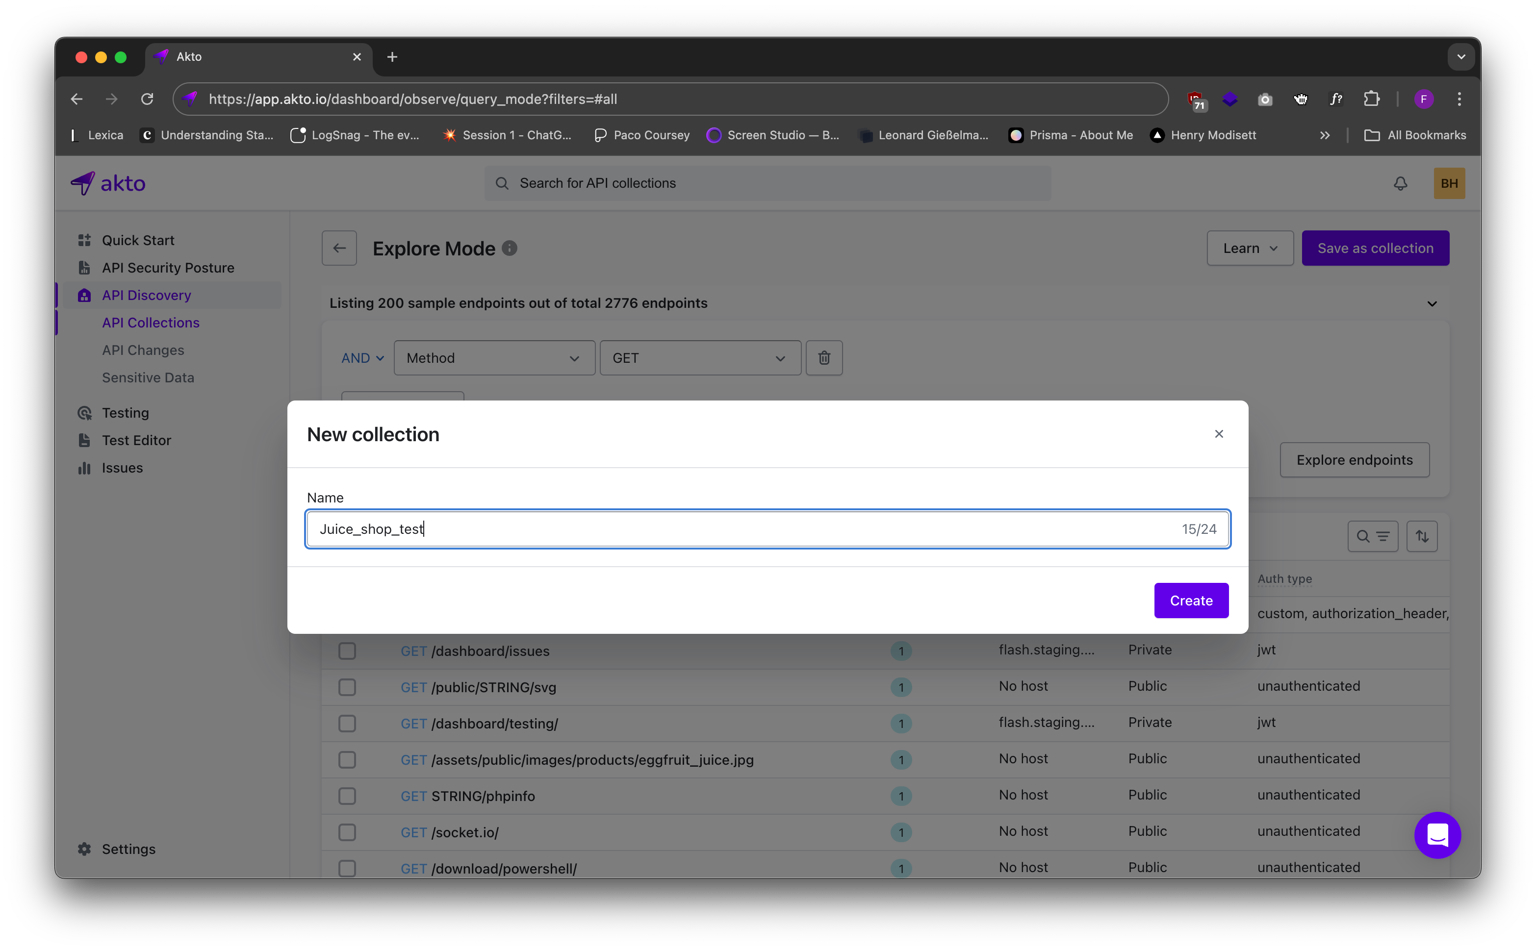 Akto
https://app.akto.io/dashboard/observe/query_mode?filters=#all
71
f?
F
Lexica
Understanding Sta...
LogSnag - The ev...
Session 1 - ChatG...
Paco Coursey
Screen Studio — B...
Leonard Gießelma...
Prisma - About Me
Henry Modisett
All Bookmarks
akto
Search for API collections
BH
Quick Start
API Security Posture
API Discovery
API Collections
API Changes
Sensitive Data
Testing
Test Editor
Issues
Settings
Explore Mode
Learn
Save as collection
Listing 200 sample endpoints out of total 2776 endpoints
AND
Method
GET
Explore endpoints
New collection
Name
Juice_shop_test
15/24
Create
Auth type
custom, authorization_header,
GET /dashboard/issues 1 flash.staging.... Private jwt
GET /public/STRING/svg 1 No host Public unauthenticated
GET /dashboard/testing/ 1 flash.staging.... Private jwt
GET /assets/public/images/products/eggfruit_juice.jpg 1 No host Public unauthenticated
GET STRING/phpinfo 1 No host Public unauthenticated
GET /socket.io/ 1 No host Public unauthenticated
GET /download/powershell/ 1 No host Public unauthenticated